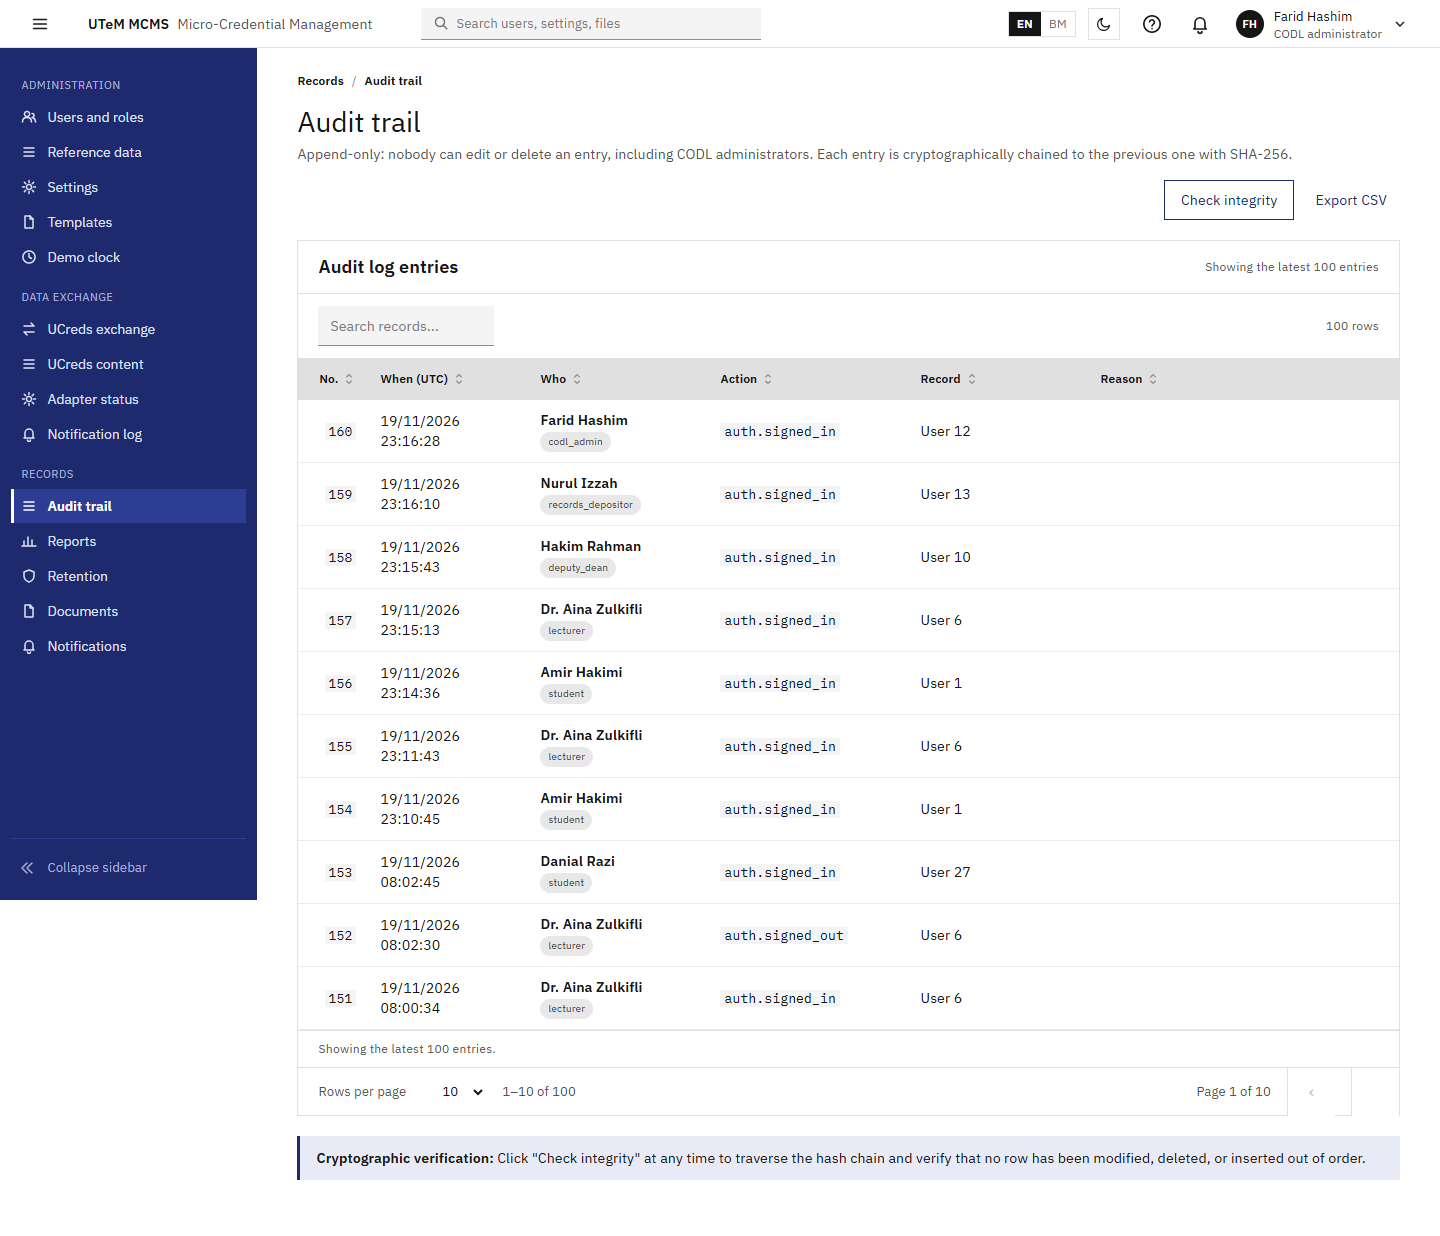 UTeM MCMS Micro-Credential Management
Search users, settings, files
EN BM
FH
Farid Hashim
CODL administrator
ADMINISTRATION
Users and roles
Reference data
Settings
Templates
Demo clock
DATA EXCHANGE
UCreds exchange
UCreds content
Adapter status
Notification log
RECORDS
Audit trail
Reports
Retention
Documents
Notifications
Collapse sidebar
Records / Audit trail
Audit trail
Append-only: nobody can edit or delete an entry, including CODL administrators. Each entry is cryptographically chained to the previous one with SHA-256.
Check integrity Export CSV
Audit log entries Showing the latest 100 entries
Search records... 100 rows
No. When (UTC) Who Action Record Reason
160 19/11/2026 23:16:28 Farid Hashim codl_admin auth.signed_in User 12
159 19/11/2026 23:16:10 Nurul Izzah records_depositor auth.signed_in User 13
158 19/11/2026 23:15:43 Hakim Rahman deputy_dean auth.signed_in User 10
157 19/11/2026 23:15:13 Dr. Aina Zulkifli lecturer auth.signed_in User 6
156 19/11/2026 23:14:36 Amir Hakimi student auth.signed_in User 1
155 19/11/2026 23:11:43 Dr. Aina Zulkifli lecturer auth.signed_in User 6
154 19/11/2026 23:10:45 Amir Hakimi student auth.signed_in User 1
153 19/11/2026 08:02:45 Danial Razi student auth.signed_in User 27
152 19/11/2026 08:02:30 Dr. Aina Zulkifli lecturer auth.signed_out User 6
151 19/11/2026 08:00:34 Dr. Aina Zulkifli lecturer auth.signed_in User 6
Showing the latest 100 entries.
Rows per page 10 1–10 of 100 Page 1 of 10
Cryptographic verification: Click "Check integrity" at any time to traverse the hash chain and verify that no row has been modified, deleted, or inserted out of order.